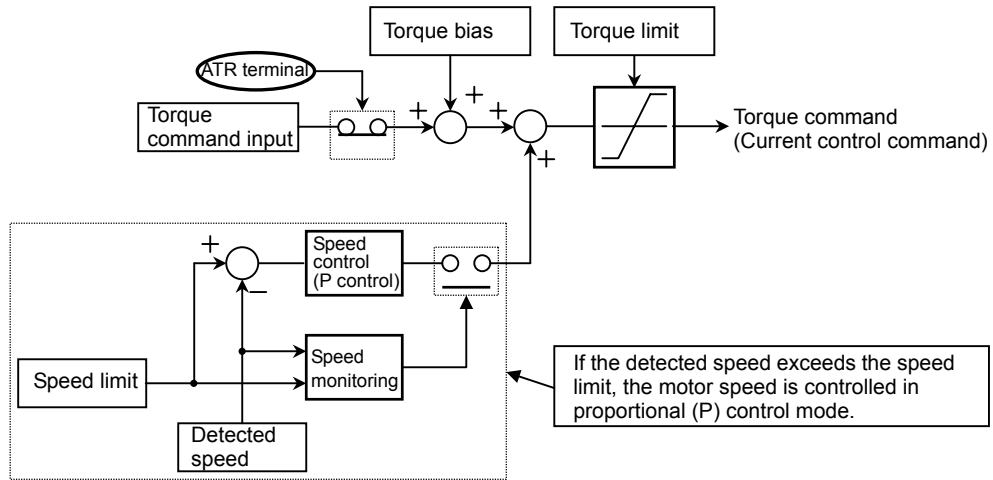 Torque bias
Torque limit
ATR terminal
Torque
command input
+
+
+
+
Torque command
(Current control command)
+
−
Speed
control
(P control)
Speed limit
Speed
monitoring
Detected
speed
If the detected speed exceeds the speed
limit, the motor speed is controlled in
proportional (P) control mode.